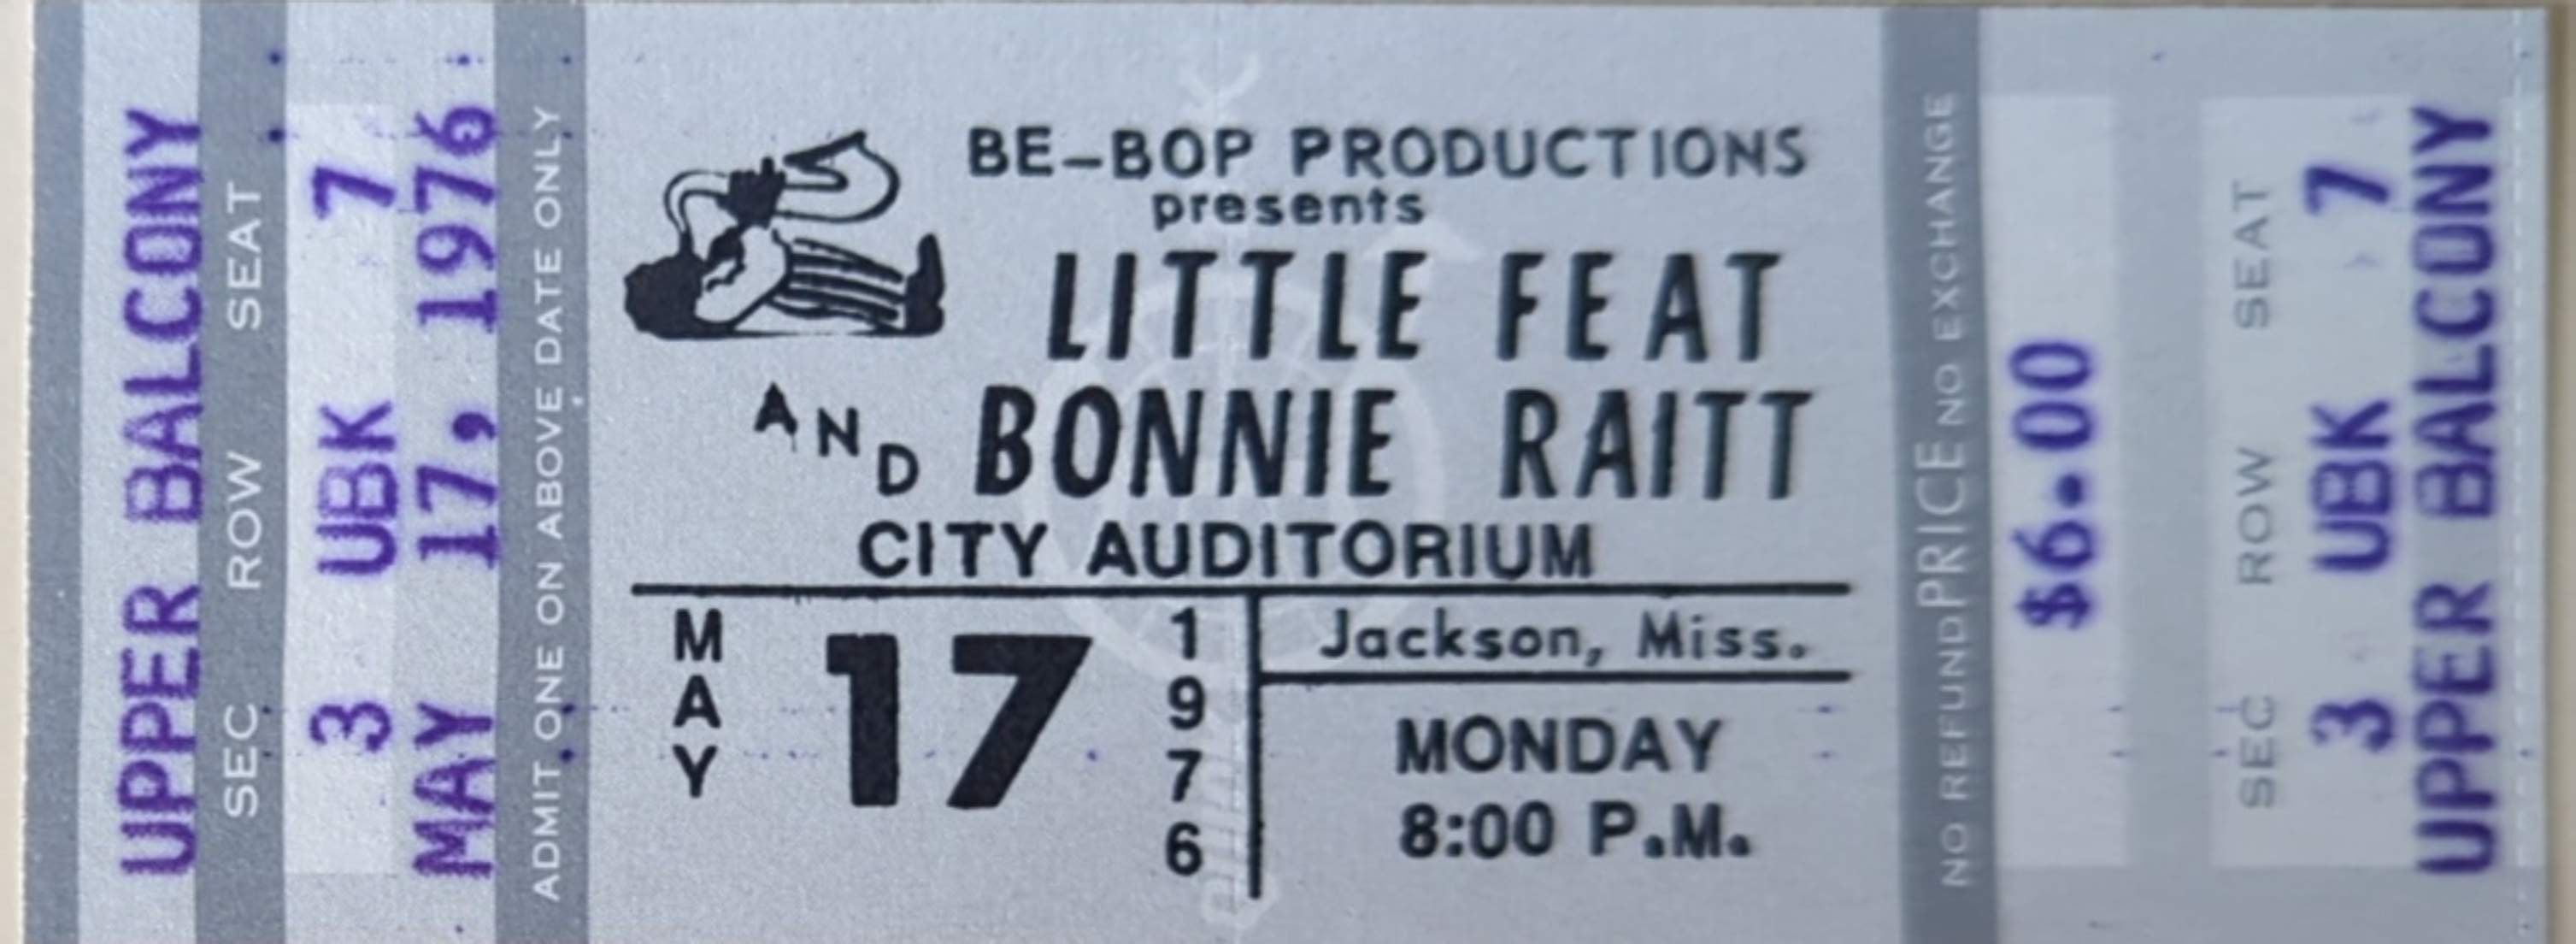 UPPER BALCONY
SEC ROW SEAT
3 UBK 7
MAY 17, 1976
ADMIT ONE ON ABOVE DATE ONLY
BE-BOP PRODUCTIONS
presents
LITTLE FEAT
AND BONNIE RAITT
CITY AUDITORIUM
MAY 17 1976
Jackson, Miss.
MONDAY
8:00 P.M.
NO REFUND PRICE NO EXCHANGE
$6.00
SEC ROW SEAT
3 UBK 7
UPPER BALCONY